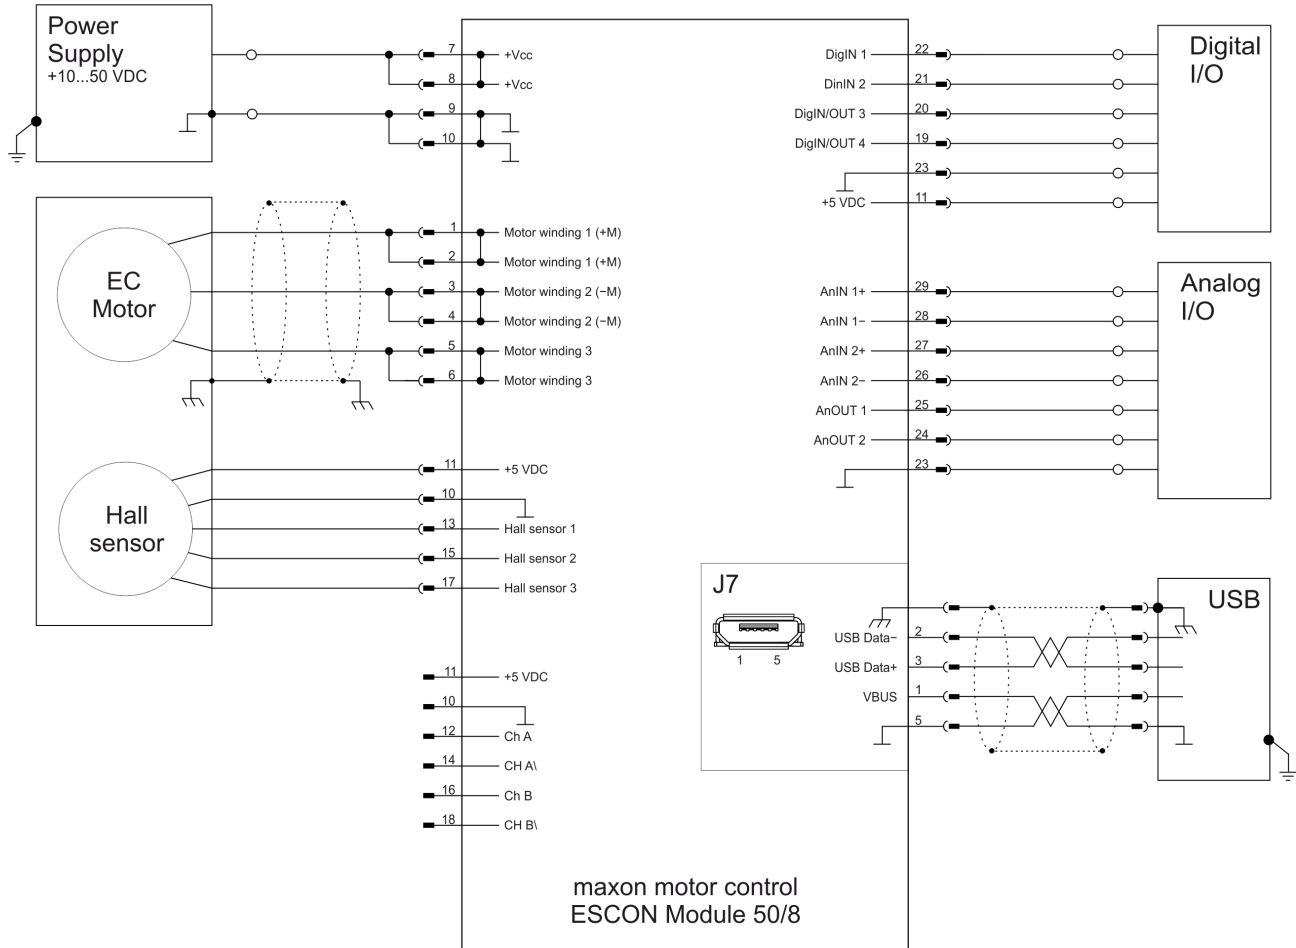 Power
Supply
+10...50 VDC
7 +Vcc
8 +Vcc
9
10
EC
Motor
1 Motor winding 1 (+M)
2 Motor winding 1 (+M)
3 Motor winding 2 (−M)
4 Motor winding 2 (−M)
5 Motor winding 3
6 Motor winding 3
Hall
sensor
11 +5 VDC
10
13 Hall sensor 1
15 Hall sensor 2
17 Hall sensor 3
11 +5 VDC
10
12 Ch A
14 CH A\
16 Ch B
18 CH B\
Digital
I/O
DigIN 1 22
DinIN 2 21
DigIN/OUT 3 20
DigIN/OUT 4 19
23
+5 VDC 11
Analog
I/O
AnIN 1+ 29
AnIN 1− 28
AnIN 2+ 27
AnIN 2− 26
AnOUT 1 25
AnOUT 2 24
23
J7
1 5
USB
USB Data− 2
USB Data+ 3
VBUS 1
5
maxon motor control
ESCON Module 50/8